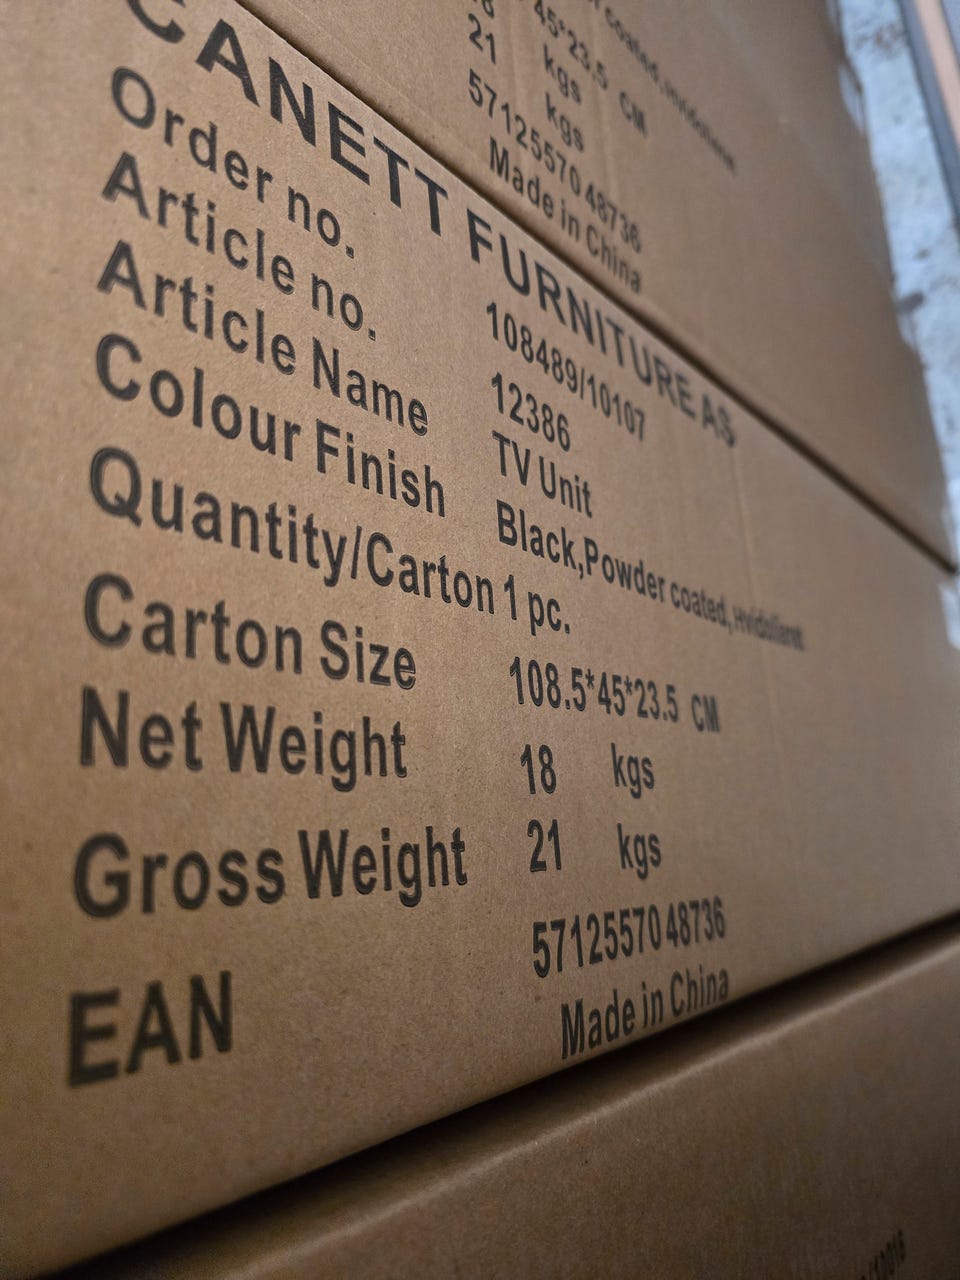 45*23.5 CM
kgs
21 kgs
5712557048736
Made in China
CANETT FURNITURE AS
Order no. 108489/10107
Article no. 12386
Article Name TV Unit
Colour Finish Black,Powder coated,
Quantity/Carton 1 pc.
Carton Size 108.5*45*23.5 CM
Net Weight 18 kgs
Gross Weight 21 kgs
EAN 5712557048736
Made in China